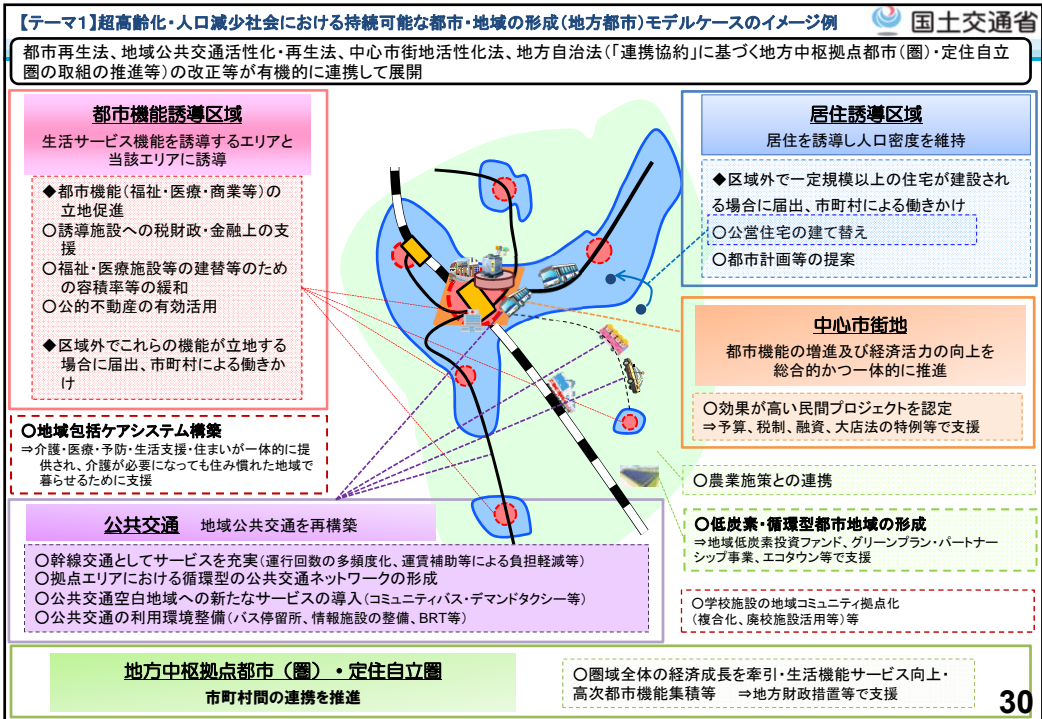 【テーマ１】超高齢化・人口減少社会における持続可能な都市・地域の形成（地方都市）モデルケースのイメージ例
国土交通省
都市再生法、地域公共交通活性化・再生法、中心市街地活性化法、地方自治法（「連携協約」に基づく地方中枢拠点都市（圏）・定住自立
圏の取組の推進等）の改正等が有機的に連携して展開
都市機能誘導区域
生活サービス機能を誘導するエリアと
当該エリアに誘導
◆都市機能（福祉・医療・商業等）の
立地促進
○誘導施設への税財政・金融上の支
援
○福祉・医療施設等の建替等のため
の容積率等の緩和
○公的不動産の有効活用
◆区域外でこれらの機能が立地する
場合に届出、市町村による働きか
け
○地域包括ケアシステム構築
⇒介護・医療・予防・生活支援・住まいが一体的に提
供され、介護が必要になっても住み慣れた地域で
暮らせるために支援
居住誘導区域
居住を誘導し人口密度を維持
◆区域外で一定規模以上の住宅が建設され
る場合に届出、市町村による働きかけ
○公営住宅の建て替え
○都市計画等の提案
中心市街地
都市機能の増進及び経済活力の向上を
総合的かつ一体的に推進
○効果が高い民間プロジェクトを認定
⇒予算、税制、融資、大店法の特例等で支援
○農業施策との連携
○低炭素・循環型都市地域の形成
⇒地域低炭素投資ファンド、グリーンプラン・パートナー
シップ事業、エコタウン等で支援
○学校施設の地域コミュニティ拠点化
（複合化、廃校施設活用等）等
公共交通 地域公共交通を再構築
○幹線交通としてサービスを充実（運行回数の多頻度化、運賃補助等による負担軽減等）
○拠点エリアにおける循環型の公共交通ネットワークの形成
○公共交通空白地域への新たなサービスの導入（コミュニティバス・デマンドタクシー等）
○公共交通の利用環境整備（バス停留所、情報施設の整備、BRT等）
地方中枢拠点都市（圏）・定住自立圏
市町村間の連携を推進
○圏域全体の経済成長を牽引・生活機能サービス向上・
高次都市機能集積等 ⇒地方財政措置等で支援
30